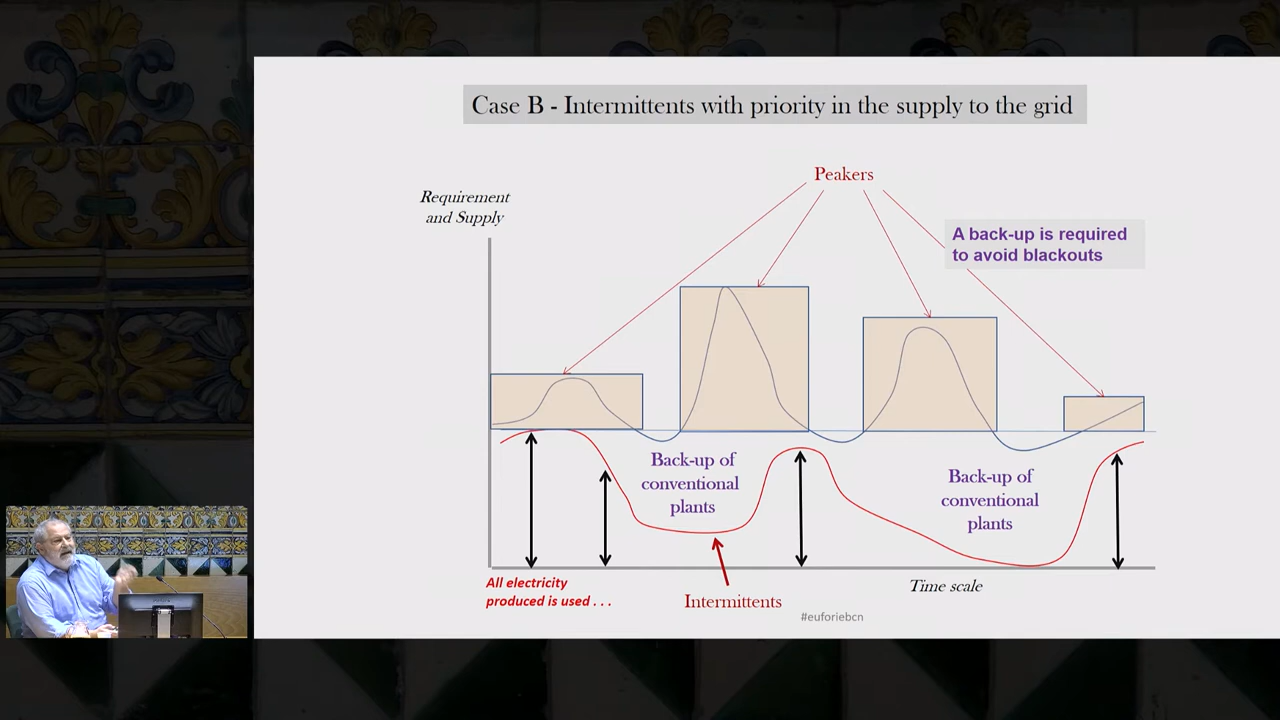 Case B - Intermittents with priority in the supply to the grid
Peakers
Requirement
and Supply
A back-up is required
to avoid blackouts
Back-up of
conventional
plants
Back-up of
conventional
plants
All electricity
produced is used . . .
Intermittents
Time scale
#euforiebcn